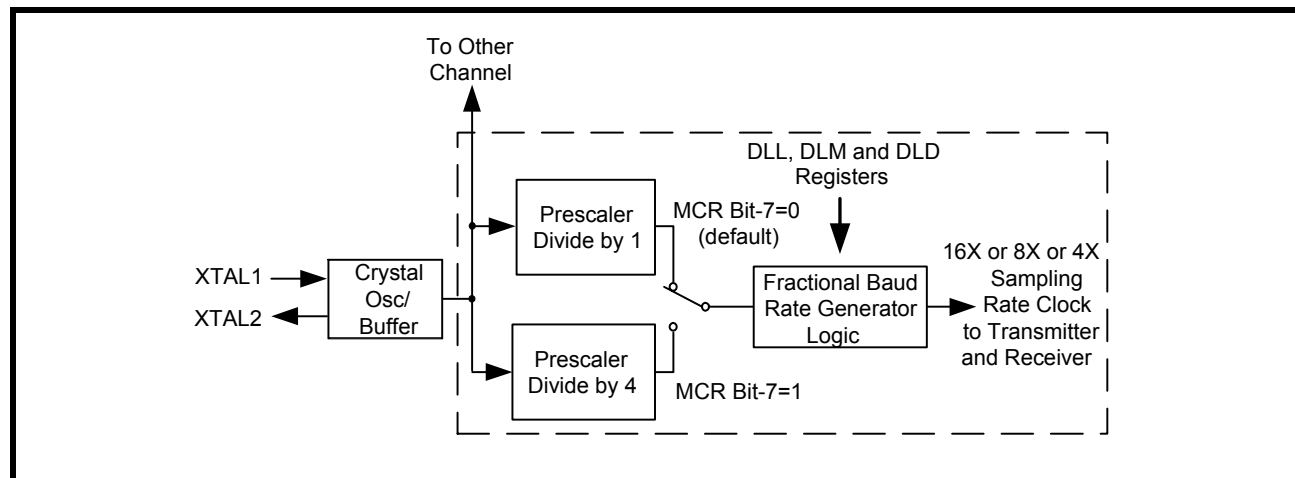 To Other
Channel
DLL, DLM and DLD
Registers
Prescaler
Divide by 1
MCR Bit-7=0
(default)
XTAL1
XTAL2
Crystal
Osc/
Buffer
Fractional Baud
Rate Generator
Logic
16X or 8X or 4X
Sampling
Rate Clock
to Transmitter
and Receiver
Prescaler
Divide by 4
MCR Bit-7=1